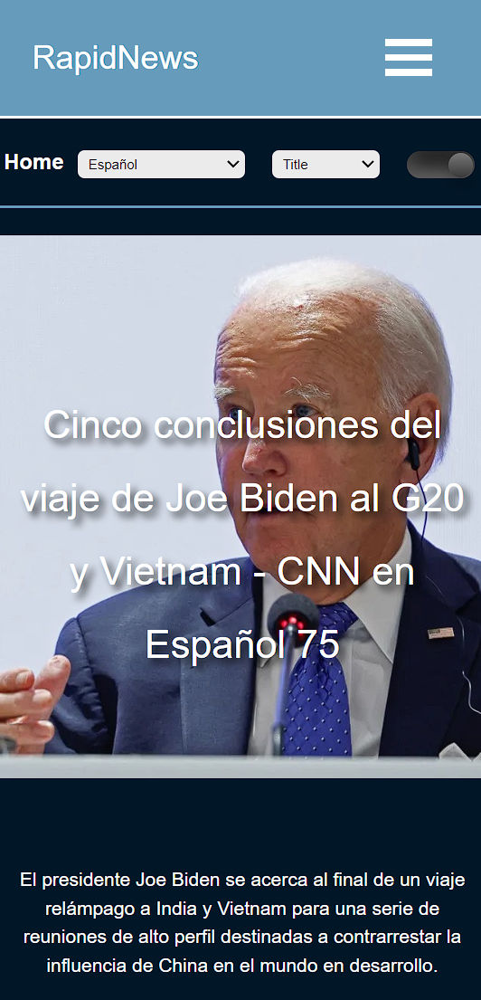 RapidNews
Home Español Title
Cinco conclusiones del
viaje de Joe Biden al G20
y Vietnam - CNN en
Español 75
El presidente Joe Biden se acerca al final de un viaje
relámpago a India y Vietnam para una serie de
reuniones de alto perfil destinadas a contrarrestar la
influencia de China en el mundo en desarrollo.